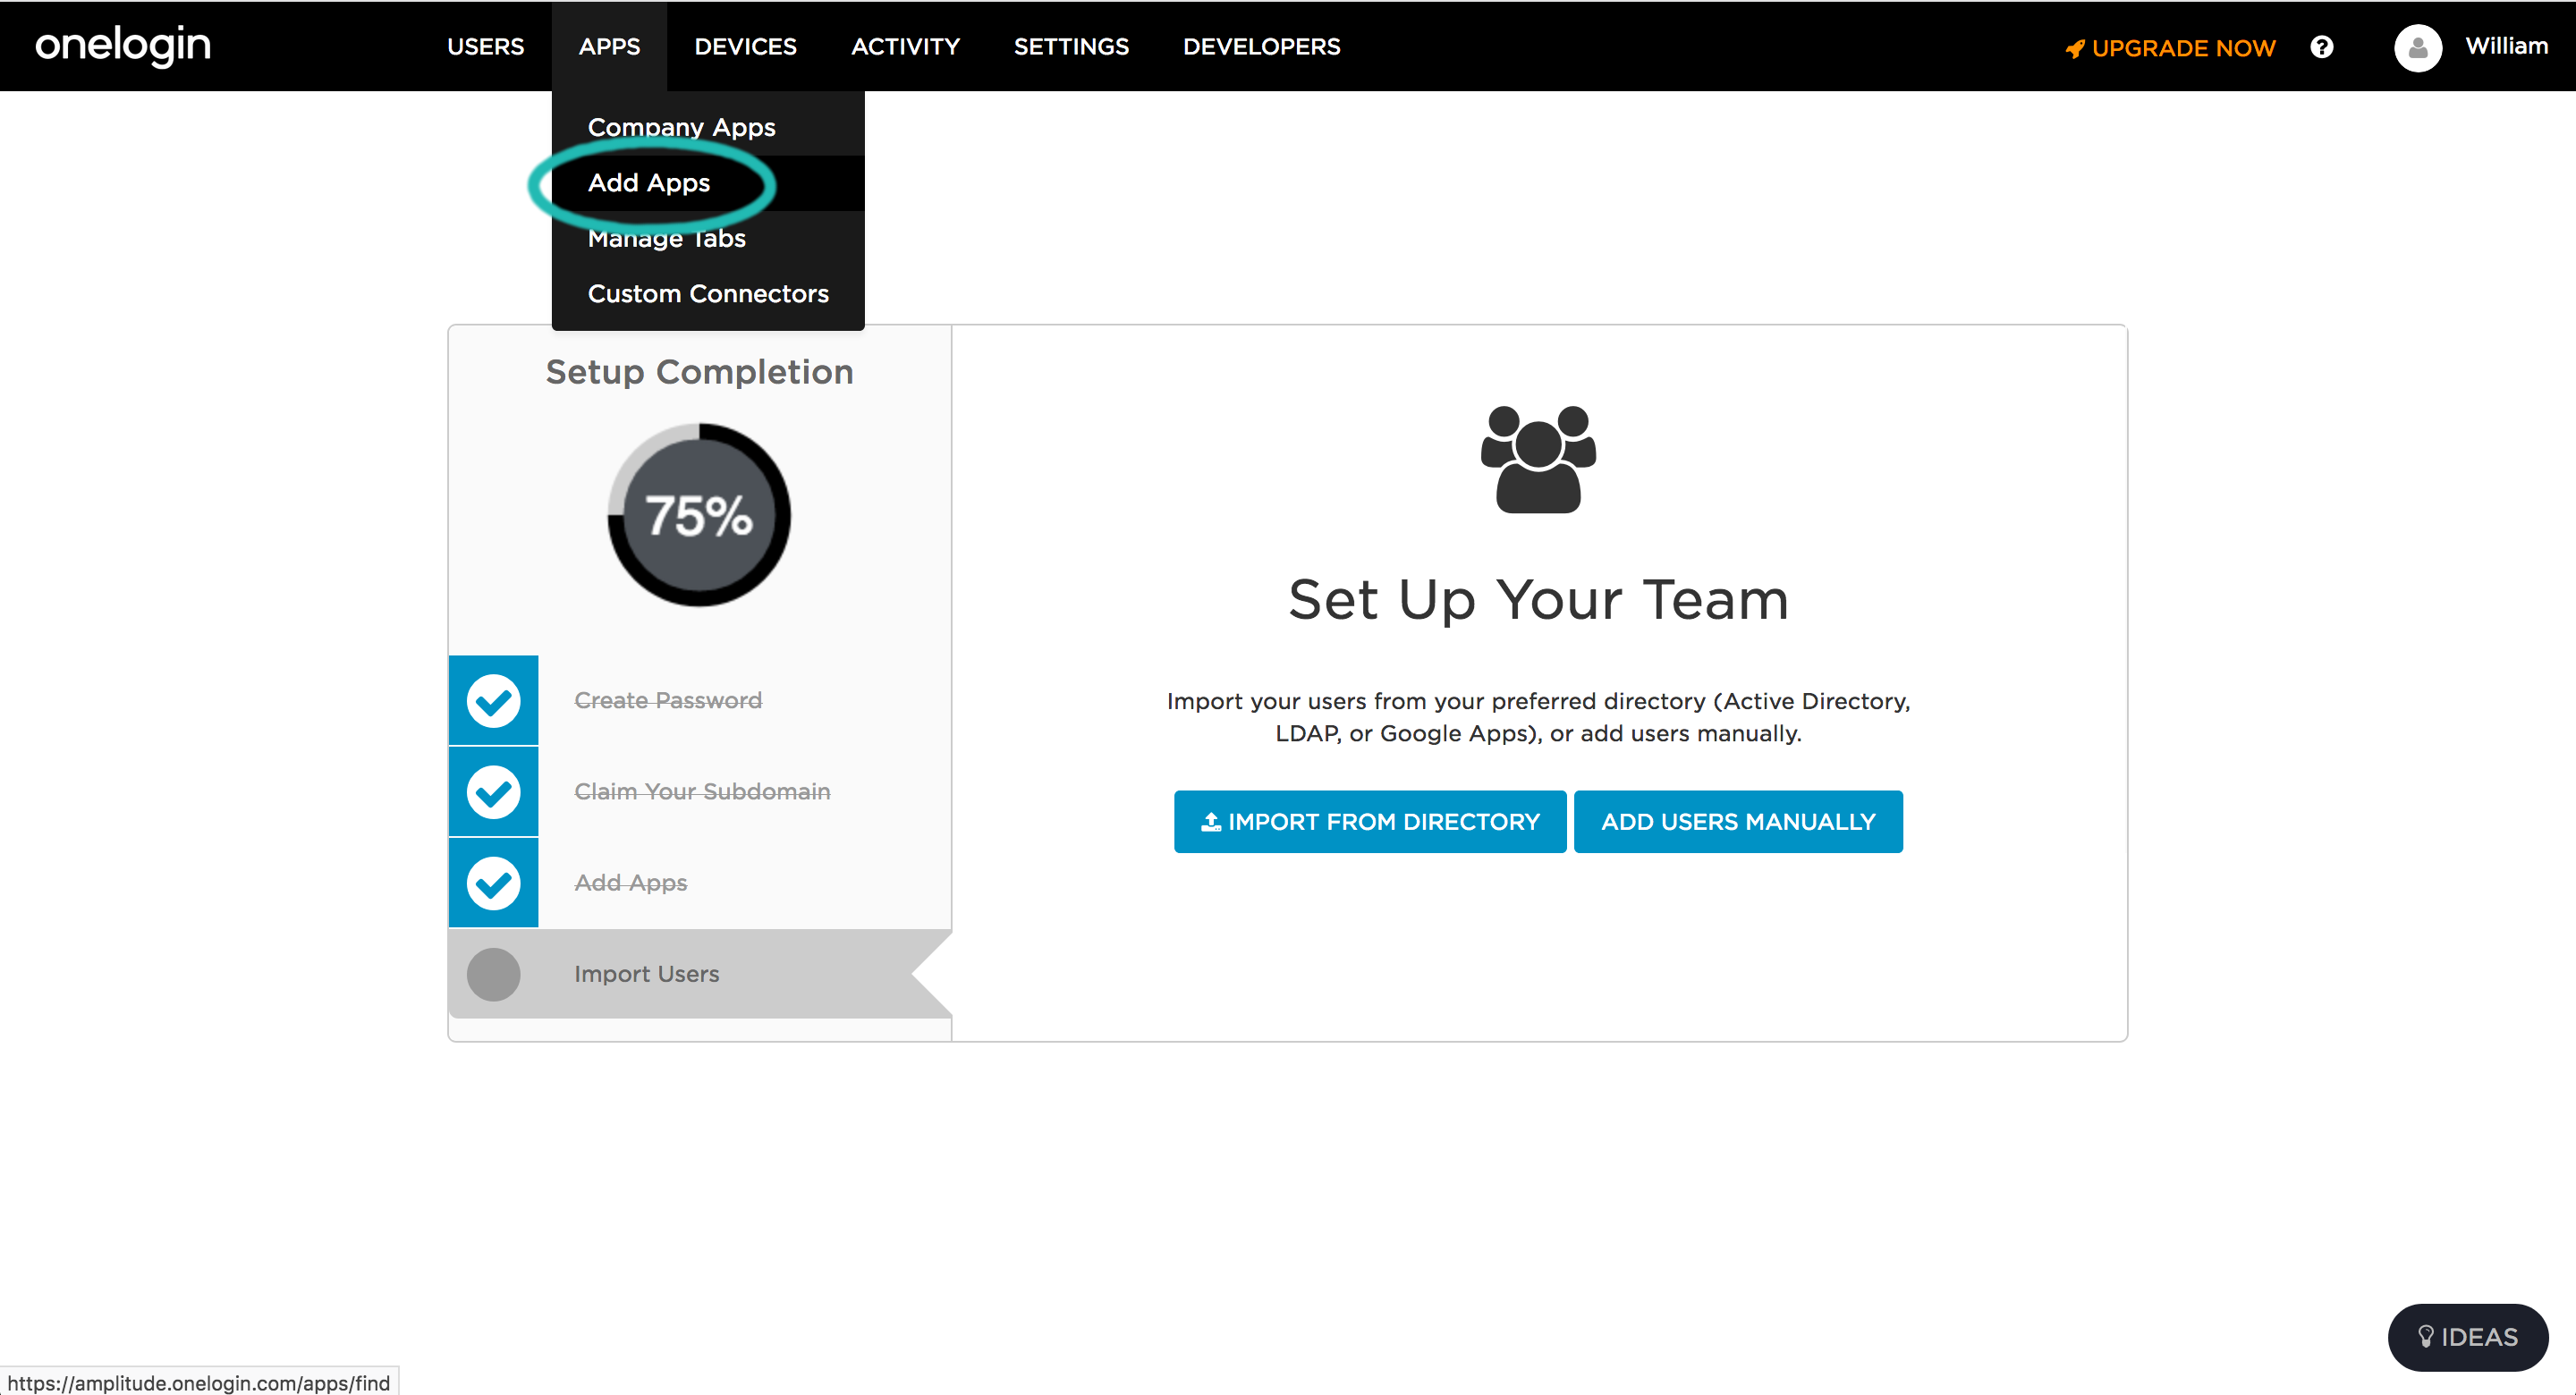 onelogin
USERS
APPS
DEVICES
ACTIVITY
SETTINGS
DEVELOPERS
UPGRADE NOW
?
William
Company Apps
Add Apps
Manage Tabs
Custom Connectors
Setup Completion
75%
Create Password
Claim Your Subdomain
Add Apps
Import Users
Set Up Your Team
Import your users from your preferred directory (Active Directory,
LDAP, or Google Apps), or add users manually.
IMPORT FROM DIRECTORY
ADD USERS MANUALLY
IDEAS
https://amplitude.onelogin.com/apps/find